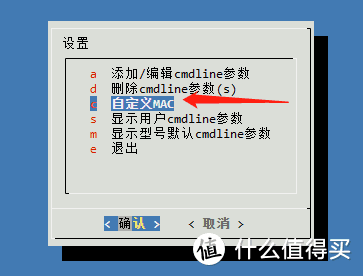 设置
a 添加/编辑cmdline参数
d 删除cmdline参数(s)
c 自定义MAC
s 显示用户cmdline参数
m 显示型号默认cmdline参数
e 退出
< 确认 > < 取消 >
值 什么值得买